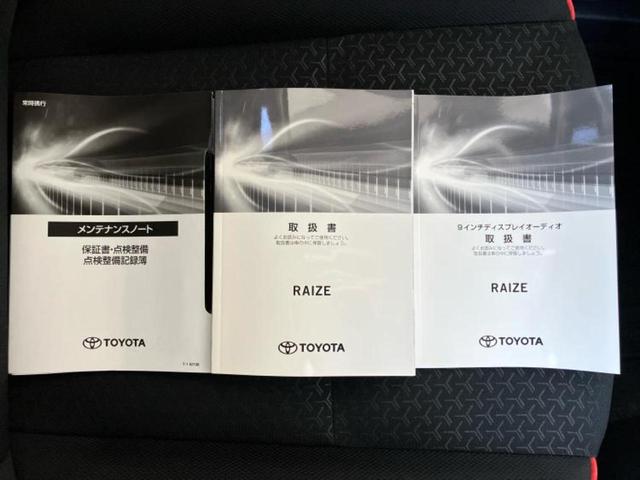 常時携行
メンテナンスノート
保証書・点検整備
点検整備記録簿
TOYOTA
取扱書
よくお読みになってご使用ください。
取扱書は車の中に保管しましょう。
RAIZE
TOYOTA
9インチディスプレイオーディオ
取扱書
よくお読みになってご使用ください。
取扱書は車の中に保管しましょう。
RAIZE
TOYOTA